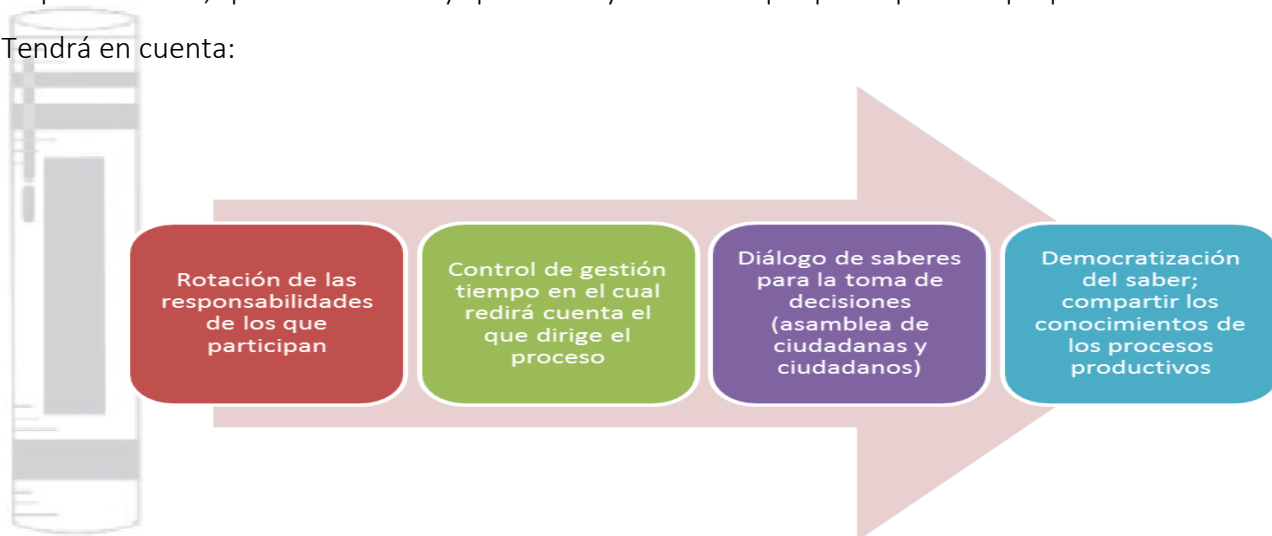 Tendrá en cuenta:
Rotación de las
responsabilidades
de los que
participan
Control de gestión
tiempo en el cual
redirá cuenta el
que dirige el
proceso
Diálogo de saberes
para la toma de
decisiones
(asamblea de
ciudadanas y
ciudadanos)
Democratización
del saber;
compartir los
conocimientos de
los procesos
productivos